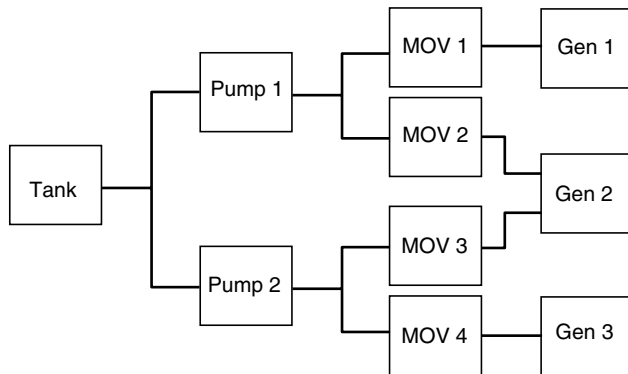 MOV 1
Gen 1
Pump 1
MOV 2
Tank
Gen 2
MOV 3
Pump 2
MOV 4
Gen 3